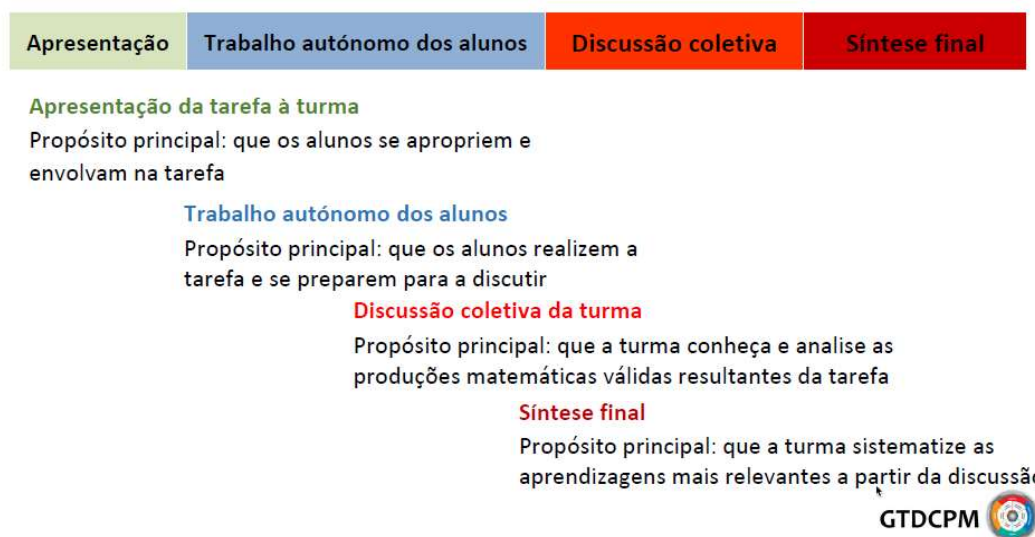 Apresentação
Trabalho autónomo dos alunos
Discussão coletiva
Síntese final
Apresentação da tarefa à turma
Propósito principal: que os alunos se apropriem e
envolvam na tarefa
Trabalho autónomo dos alunos
Propósito principal: que os alunos realizem a
tarefa e se preparem para a discutir
Discussão coletiva da turma
Propósito principal: que a turma conheça e analise as
produções matemáticas válidas resultantes da tarefa
Síntese final
Propósito principal: que a turma sistematize as
aprendizagens mais relevantes a partir da discussã
GTDCPM